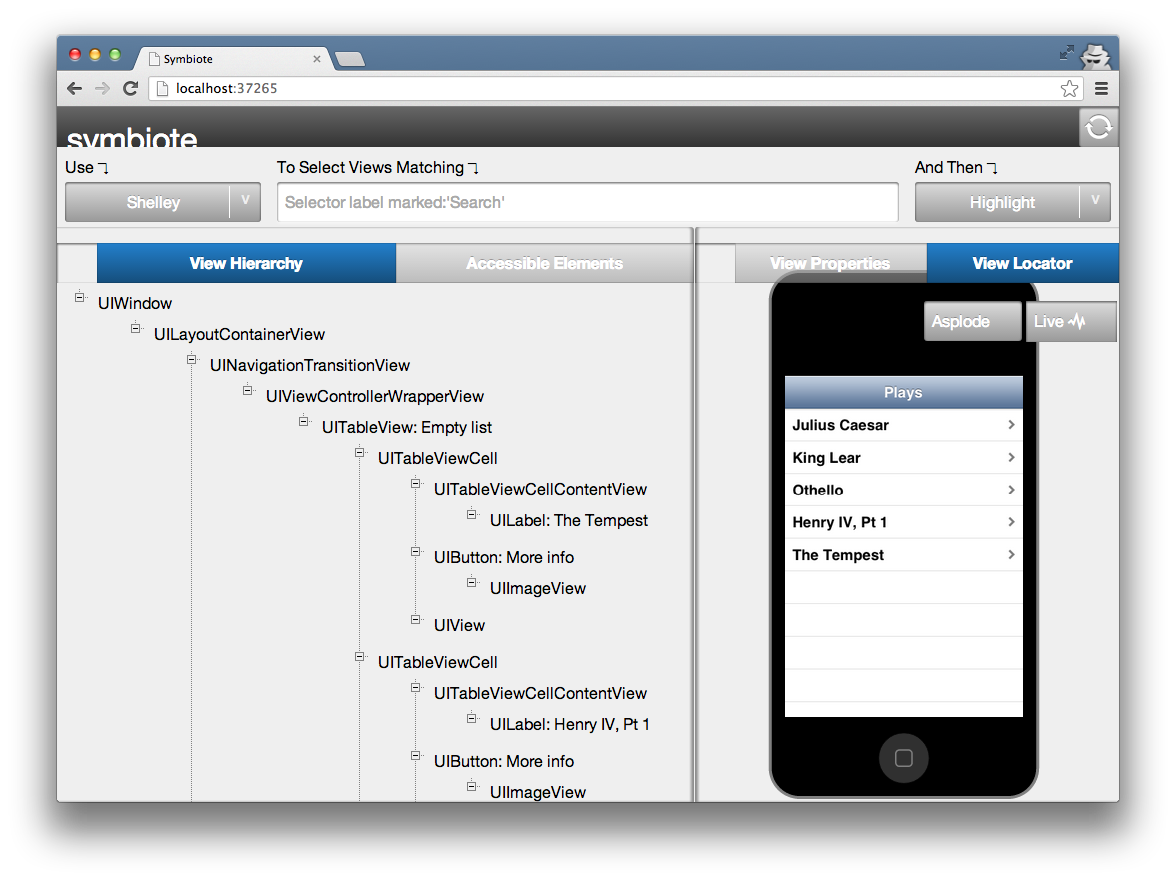 Symbiote
localhost:37265
symbiote
Use
To Select Views Matching
And Then
Shelley
Selector label marked:'Search'
Highlight
View Hierarchy
Accessible Elements
View Properties
View Locator
UIWindow
UILayoutContainerView
UINavigationTransitionView
UIViewControllerWrapperView
UITableView: Empty list
UITableViewCell
UITableViewCellContentView
UILabel: The Tempest
UIButton: More info
UIImageView
UIView
UITableViewCell
UITableViewCellContentView
UILabel: Henry IV, Pt 1
UIButton: More info
UIImageView
Asplode
Live
Plays
Julius Caesar
King Lear
Othello
Henry IV, Pt 1
The Tempest